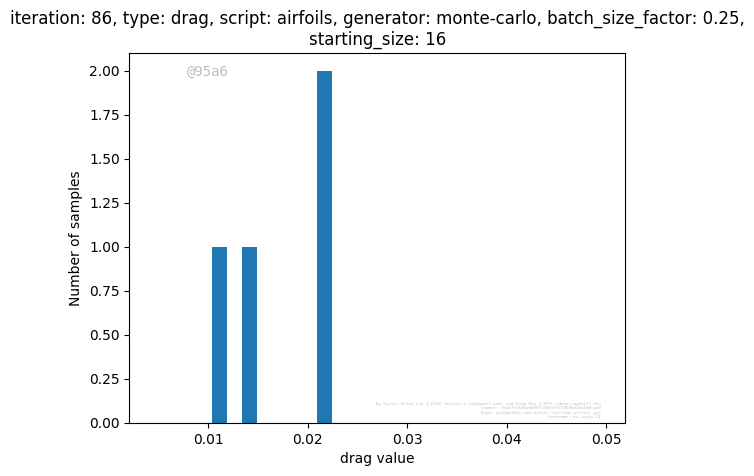 iteration: 86, type: drag, script: airfoils, generator: monte-carlo, batch_size_factor: 0.25,
starting_size: 16
@95a6
2.00
1.75
1.50
1.25
1.00
0.75
0.50
0.25
0.00
Number of samples
0.01
0.02
0.03
0.04
0.05
drag value